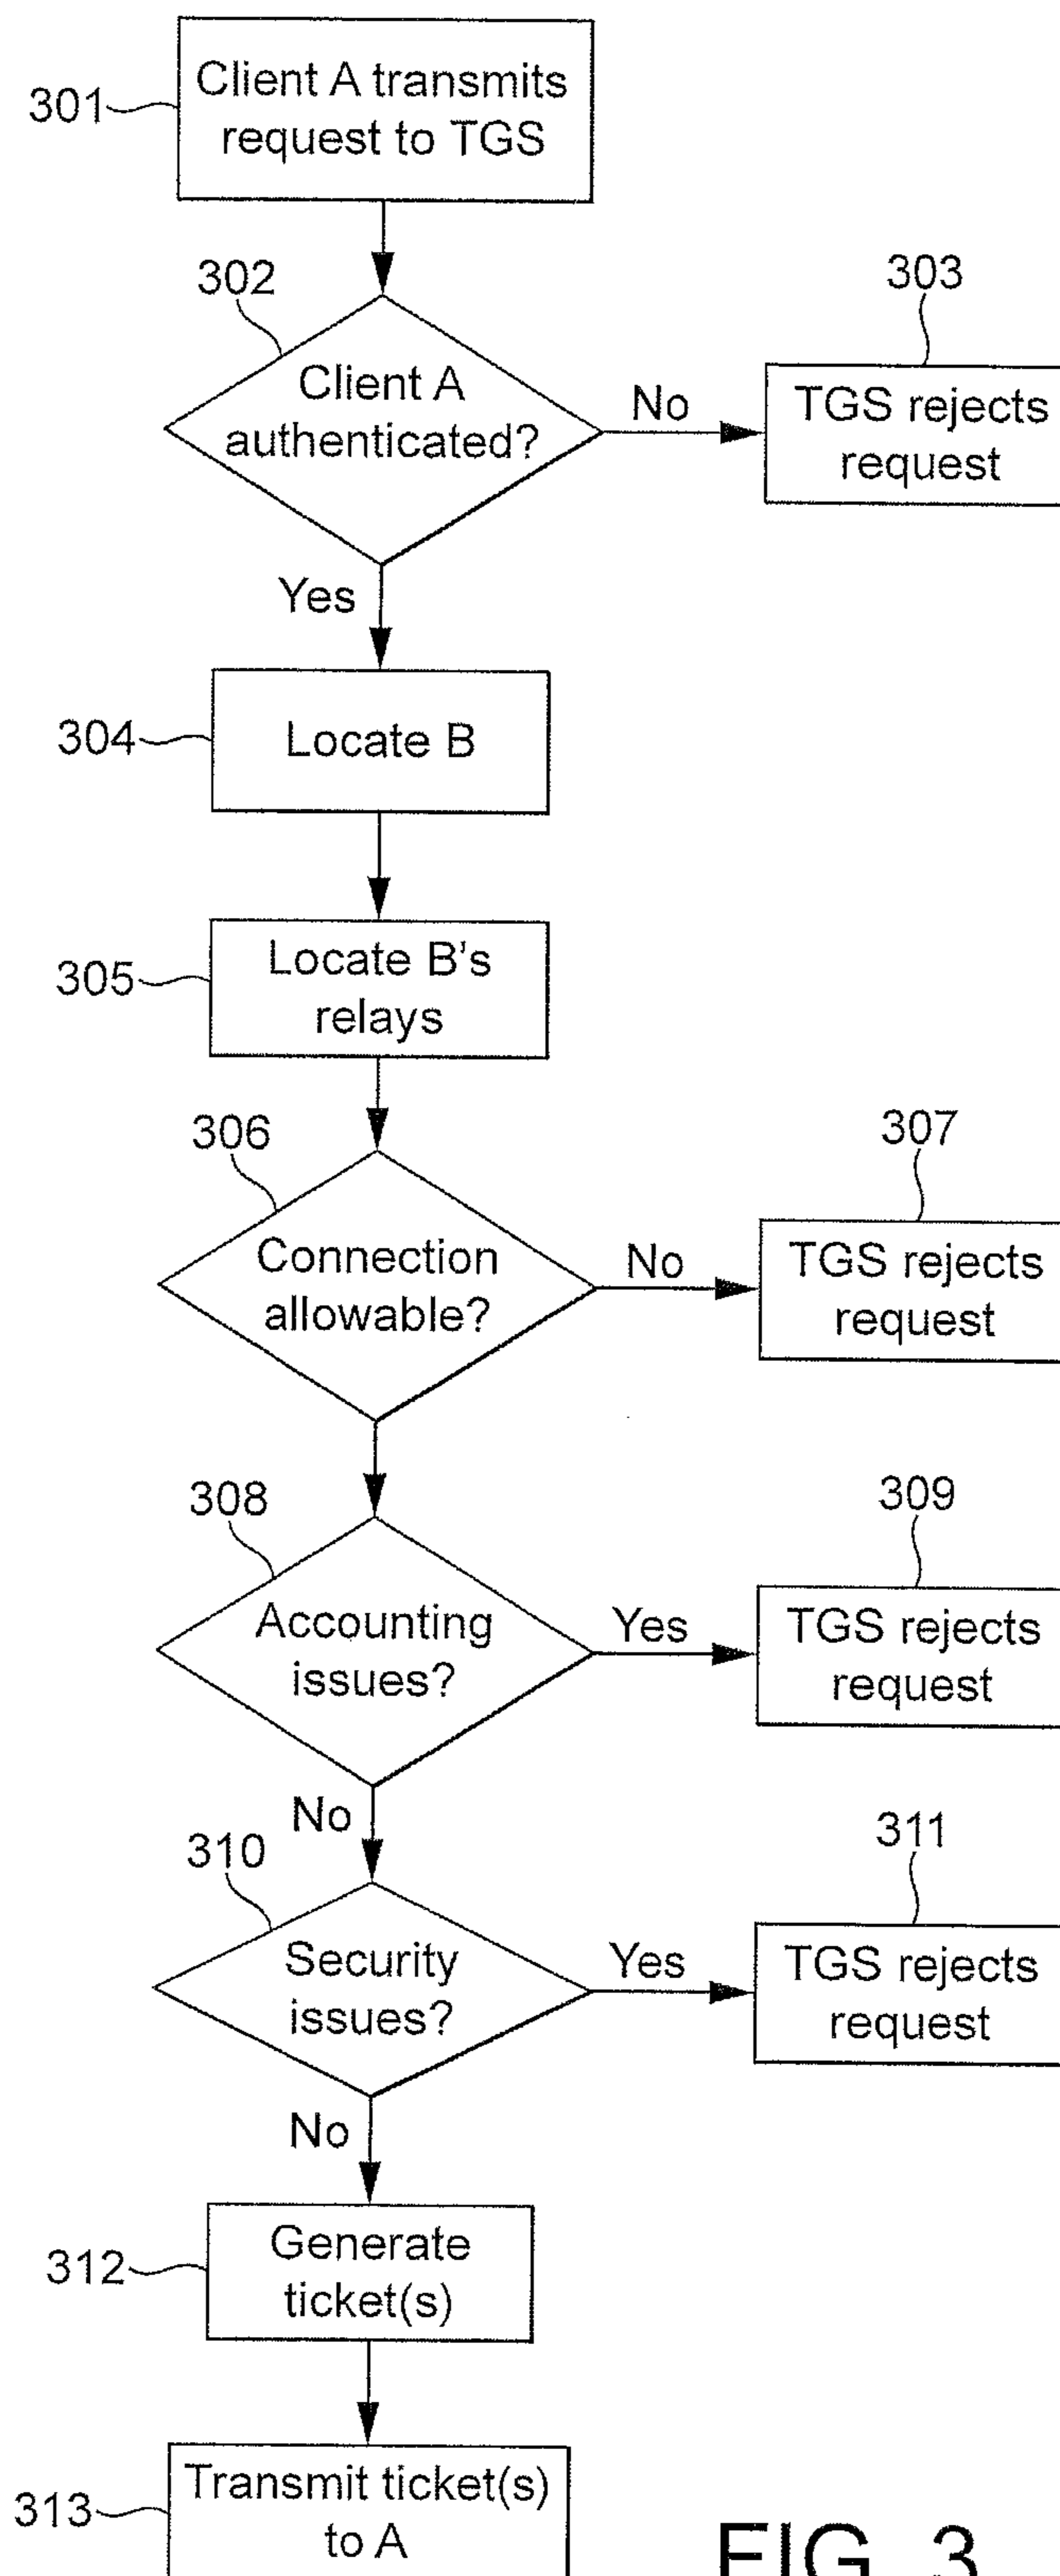 301
Client A transmits
request to TGS
302
Client A
authenticated?
No
303
TGS rejects
request
Yes
304
Locate B
305
Locate B's
relays
306
Connection
allowable?
No
307
TGS rejects
request
308
Accounting
issues?
Yes
309
TGS rejects
request
No
310
Security
issues?
Yes
311
TGS rejects
request
No
312
Generate
ticket(s)
313
Transmit ticket(s)
to A
FIG. 3